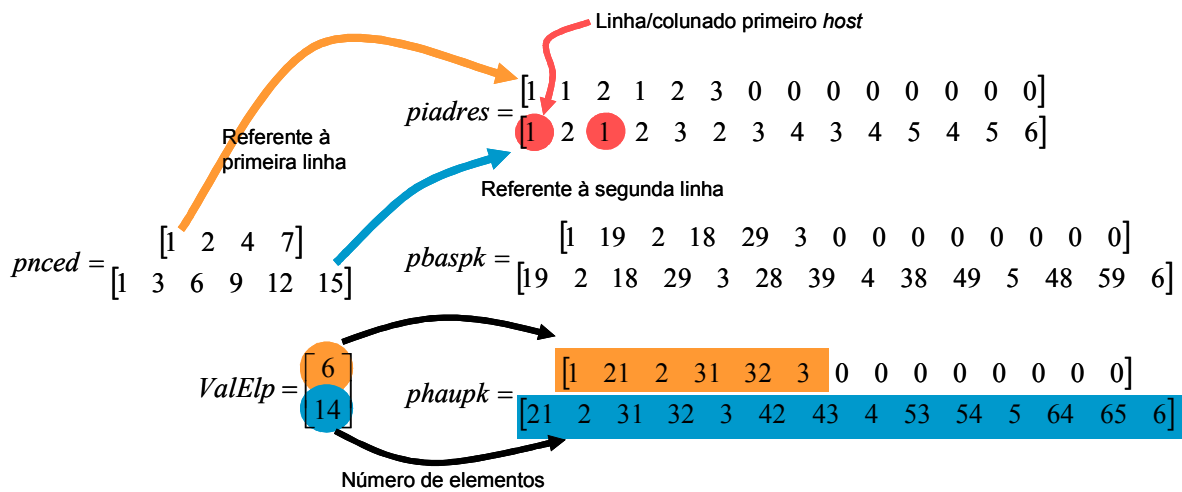 Linha/colunado primeiro host
piadres =
[1 1 2 1 2 3 0 0 0 0 0 0 0 0]
[1 2 1 2 3 2 3 4 3 4 5 4 5 6]
Referente à
primeira linha
Referente à segunda linha
pnced =
[1 2 4 7]
[1 3 6 9 12 15]
pbaspk =
[1 19 2 18 29 3 0 0 0 0 0 0 0 0]
[19 2 18 29 3 28 39 4 38 49 5 48 59 6]
ValElp =
[6
14]
phaupk =
[1 21 2 31 32 3 0 0 0 0 0 0 0 0]
[21 2 31 32 3 42 43 4 53 54 5 64 65 6]
Número de elementos